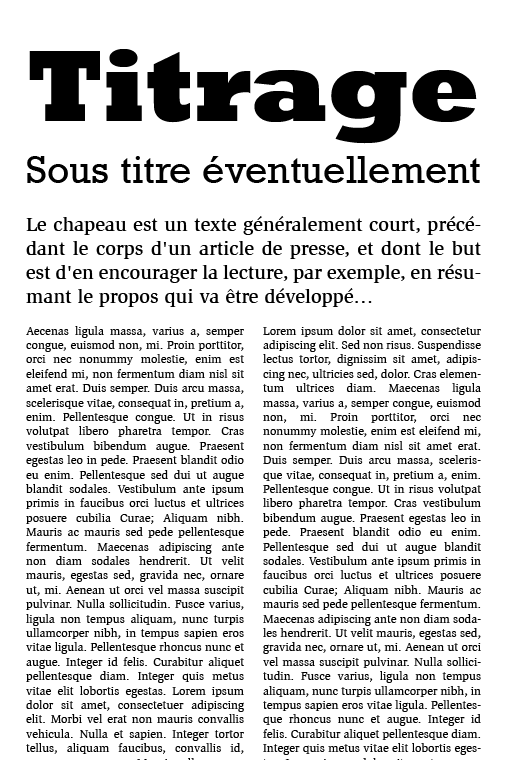 Titrage
Sous titre éventuellement
Le chapeau est un texte généralement court, précé-
dant le corps d'un article de presse, et dont le but
est d'en encourager la lecture, par exemple, en résu-
mant le propos qui va être développé…
Aecenas ligula massa, varius a, semper
congue, euismod non, mi. Proin porttitor,
orci nec nonummy molestie, enim est
eleifend mi, non fermentum diam nisl sit
amet erat. Duis semper. Duis arcu massa,
scelerisque vitae, consequat in, pretium a,
enim. Pellentesque congue. Ut in risus
volutpat libero pharetra tempor. Cras
vestibulum bibendum augue. Praesent
egestas leo in pede. Praesent blandit odio
eu enim. Pellentesque sed dui ut augue
blandit sodales. Vestibulum ante ipsum
primis in faucibus orci luctus et ultrices
posuere cubilia Curae; Aliquam nibh.
Mauris ac mauris sed pede pellentesque
fermentum. Maecenas adipiscing ante
non diam sodales hendrerit. Ut velit
mauris, egestas sed, gravida nec, ornare
ut, mi. Aenean ut orci vel massa suscipit
pulvinar. Nulla sollicitudin. Fusce varius,
ligula non tempus aliquam, nunc turpis
ullamcorper nibh, in tempus sapien eros
vitae ligula. Pellentesque rhoncus nunc et
augue. Integer id felis. Curabitur aliquet
pellentesque diam. Integer quis metus
vitae elit lobortis egestas. Lorem ipsum
dolor sit amet, consectetuer adipiscing
elit. Morbi vel erat non mauris convallis
vehicula. Nulla et sapien. Integer tortor
tellus, aliquam faucibus, convallis id,
Lorem ipsum dolor sit amet, consectetur
adipiscing elit. Sed non risus. Suspendisse
lectus tortor, dignissim sit amet, adipis-
cing nec, ultricies sed, dolor. Cras elemen-
tum ultrices diam. Maecenas ligula
massa, varius a, semper congue, euismod
non, mi. Proin porttitor, orci nec
nonummy molestie, enim est eleifend mi,
non fermentum diam nisl sit amet erat.
Duis semper. Duis arcu massa, sceleris-
que vitae, consequat in, pretium a, enim.
Pellentesque congue. Ut in risus volutpat
libero pharetra tempor. Cras vestibulum
bibendum augue. Praesent egestas leo in
pede. Praesent blandit odio eu enim.
Pellentesque sed dui ut augue blandit
sodales. Vestibulum ante ipsum primis in
faucibus orci luctus et ultrices posuere
cubilia Curae; Aliquam nibh. Mauris ac
mauris sed pede pellentesque fermentum.
Maecenas adipiscing ante non diam soda-
les hendrerit. Ut velit mauris, egestas sed,
gravida nec, ornare ut, mi. Aenean ut orci
vel massa suscipit pulvinar. Nulla sollici-
tudin. Fusce varius, ligula non tempus
aliquam, nunc turpis ullamcorper nibh, in
tempus sapien eros vitae ligula. Pellentes-
que rhoncus nunc et augue. Integer id
felis. Curabitur aliquet pellentesque diam.
Integer quis metus vitae elit lobortis eges-